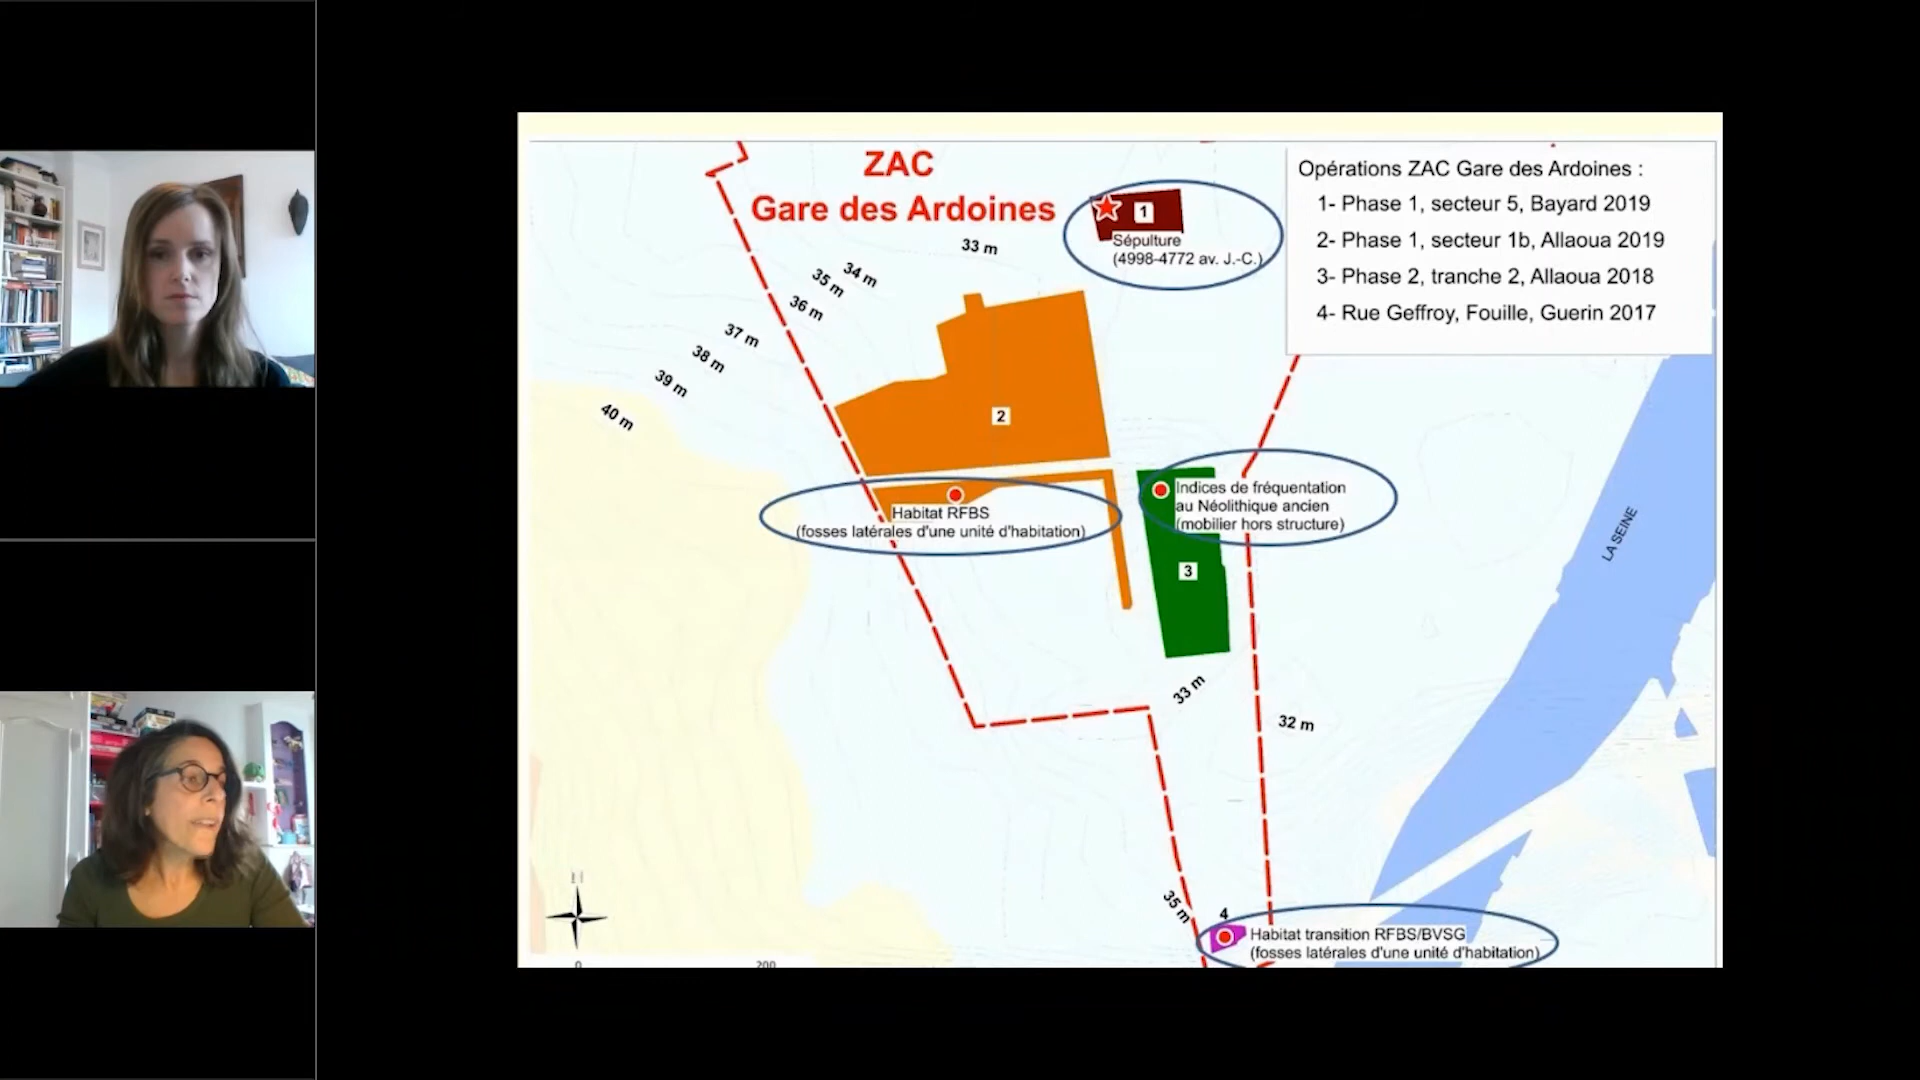 ZAC
Gare des Ardoines
Opérations ZAC Gare des Ardoines :
1- Phase 1, secteur 5, Bayard 2019
2- Phase 1, secteur 1b, Allaoua 2019
3- Phase 2, tranche 2, Allaoua 2018
4- Rue Geffroy, Fouille, Guerin 2017
1
Sépulture
(4998-4772 av. J.-C.)
33 m
34 m
35 m
36 m
37 m
38 m
39 m
40 m
2
Habitat RFBS
(fosses latérales d'une unité d'habitation)
Indices de fréquentation
au Néolithique ancien
(mobilier hors structure)
3
LA SEINE
33 m
32 m
35 m
4
Habitat transition RFBS/BVSG
(fosses latérales d'une unité d'habitation)
0
200